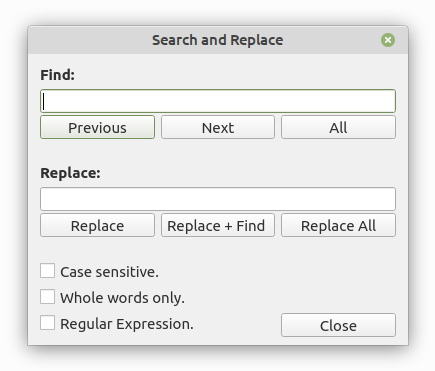 Search and Replace
Find:
Previous Next All
Replace:
Replace Replace + Find Replace All
Case sensitive.
Whole words only.
Regular Expression.
Close